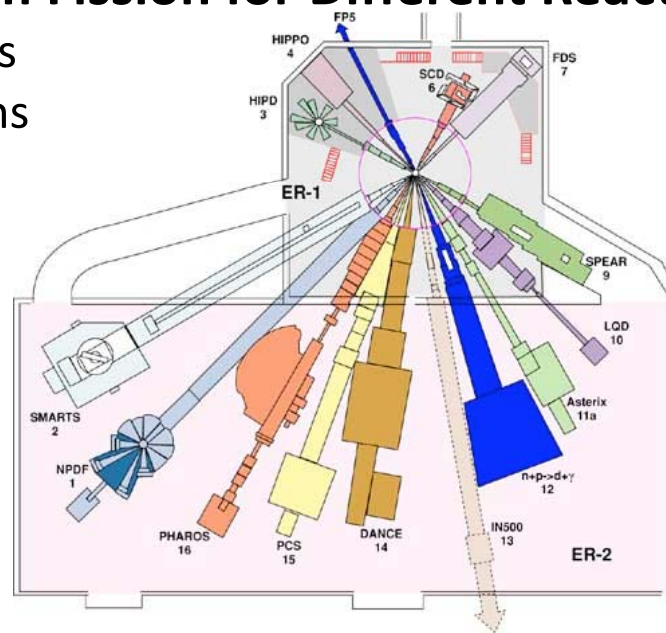 FP5
HIPPO
4
FDS
7
SCD
6
HIPD
3
ER-1
SPEAR
9
LQD
10
SMARTS
2
Asterix
11a
NPDF
1
n+p->d+γ
12
IN500
13
PHAROS
16
PCS
15
DANCE
14
ER-2